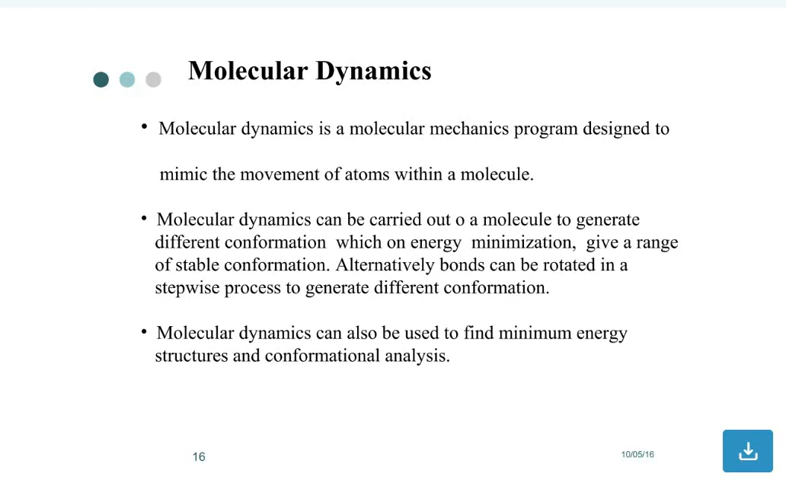 Molecular Dynamics
• Molecular dynamics is a molecular mechanics program designed to
mimic the movement of atoms within a molecule.
• Molecular dynamics can be carried out o a molecule to generate
different conformation which on energy minimization, give a range
of stable conformation. Alternatively bonds can be rotated in a
stepwise process to generate different conformation.
• Molecular dynamics can also be used to find minimum energy
structures and conformational analysis.
16
10/05/16